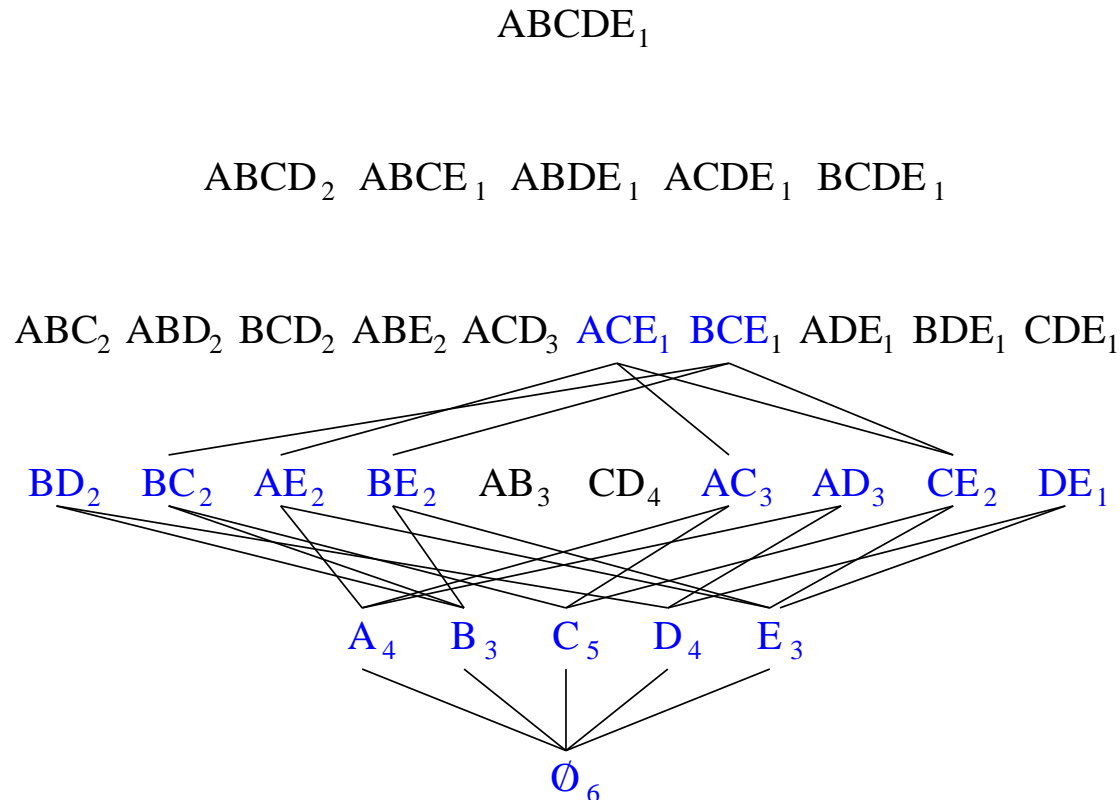 ABCDE₁
ABCD₂ ABCE₁ ABDE₁ ACDE₁ BCDE₁
ABC₂ ABD₂ BCD₂ ABE₂ ACD₃ ACE₁ BCE₁ ADE₁ BDE₁ CDE₁
BD₂ BC₂ AE₂ BE₂ AB₃ CD₄ AC₃ AD₃ CE₂ DE₁
A₄ B₃ C₅ D₄ E₃
Ø₆